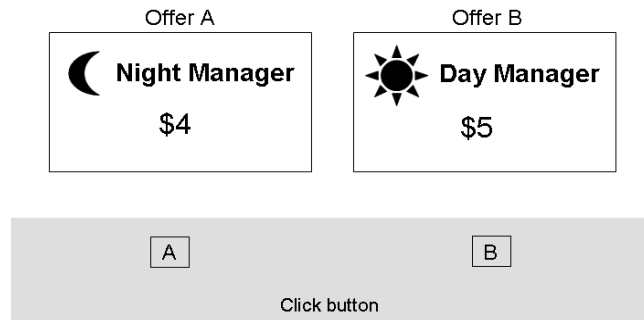 Offer A
Offer B
Night Manager
$4
Day Manager
$5
A
B
Click button